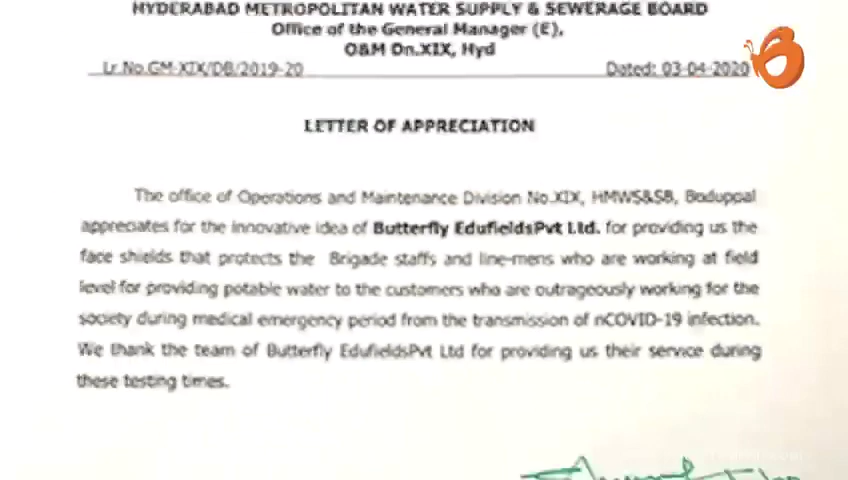 HYDERABAD METROPOLITAN WATER SUPPLY & SEWERAGE BOARD
Office of the General Manager (E),
O&M Dn.XIX, Hyd
Lr.No.GM-XIX/DB/2019-20 Dated: 03-04-2020
LETTER OF APPRECIATION
The office of Operations and Maintenance Division No.XIX, HMWS&SB, Boduppal
appreciates for the innovative idea of Butterfly EdufieldsPvt Ltd. for providing us the
face shields that protects the Brigade staffs and line-mens who are working at field
level for providing potable water to the customers who are outrageously working for the
society during medical emergency period from the transmission of nCOVID-19 infection.
We thank the team of Butterfly EdufieldsPvt Ltd for providing us their service during
these testing times.